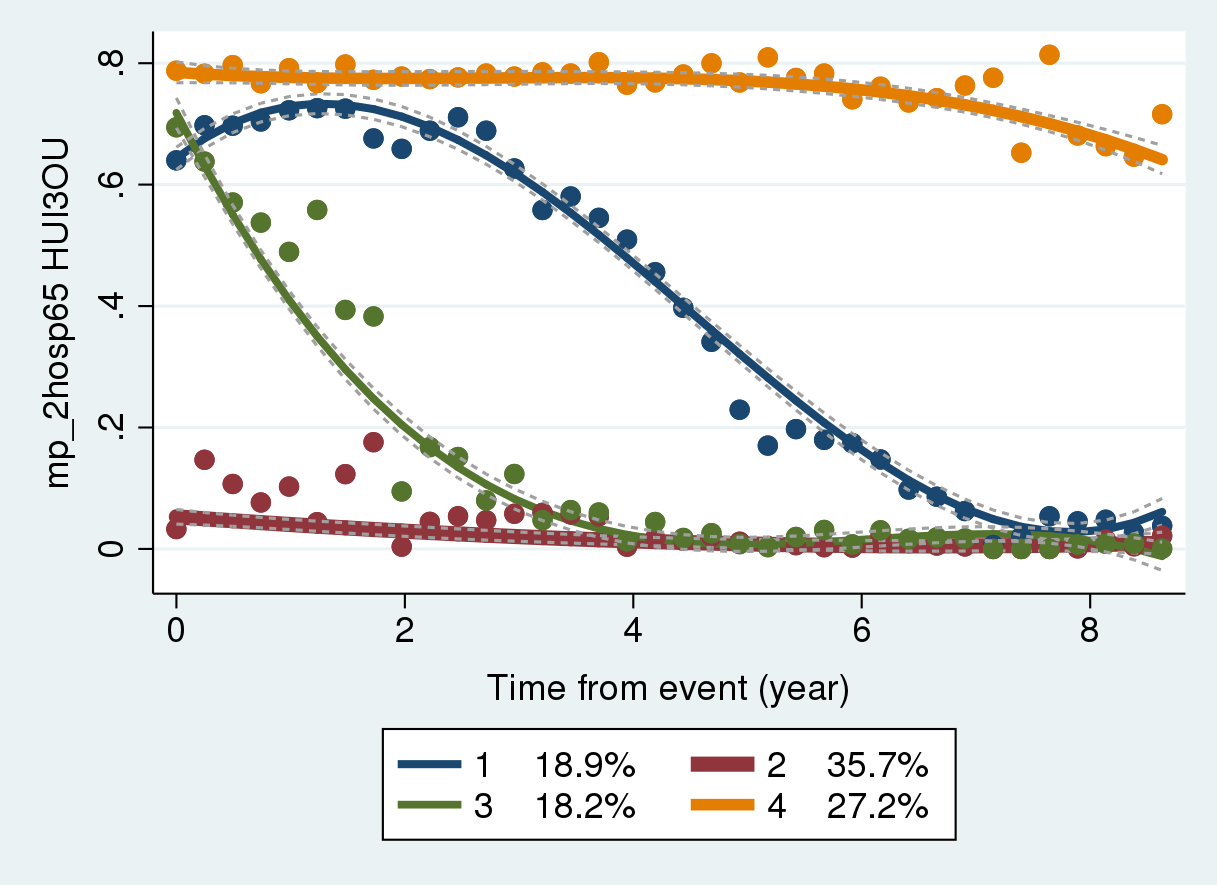 mp_2hosp65 HUI3OU
.8
.6
.4
.2
0
0 2 4 6 8
Time from event (year)
1 18.9% 2 35.7%
3 18.2% 4 27.2%